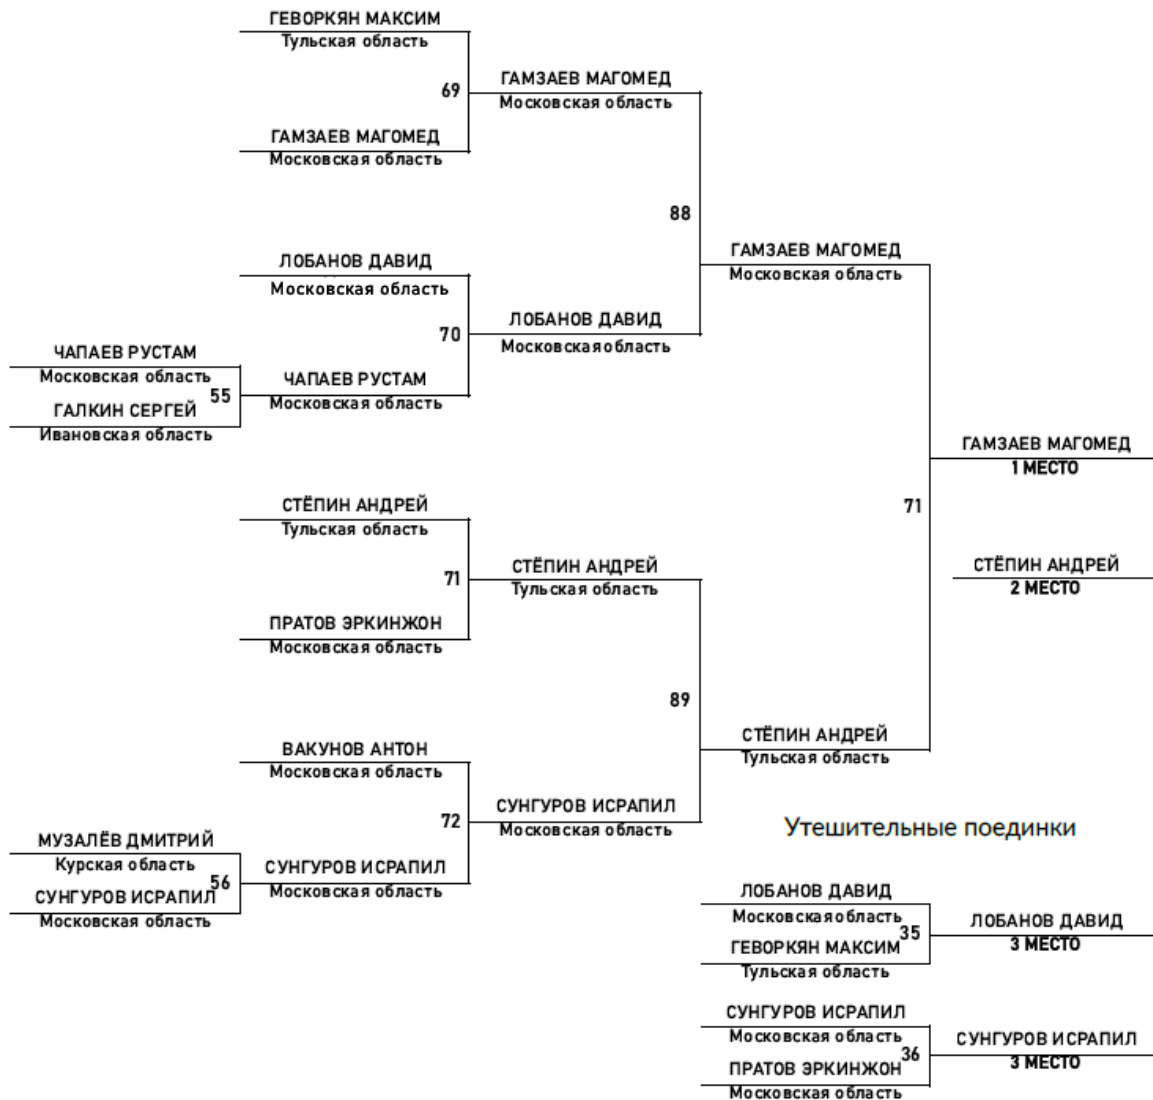 ГЕВОРКЯН МАКСИМ
Тульская область
69
ГАМЗАЕВ МАГОМЕД
Московская область
ГАМЗАЕВ МАГОМЕД
Московская область
88
ГАМЗАЕВ МАГОМЕД
Московская область
ЛОБАНОВ ДАВИД
Московская область
70
ЛОБАНОВ ДАВИД
Московская область
ЧАПАЕВ РУСТАМ
Московская область
55
ЧАПАЕВ РУСТАМ
Московская область
ГАЛКИН СЕРГЕЙ
Ивановская область
ГАМЗАЕВ МАГОМЕД
1 МЕСТО
71
СТЁПИН АНДРЕЙ
2 МЕСТО
СТЁПИН АНДРЕЙ
Тульская область
71
СТЁПИН АНДРЕЙ
Тульская область
ПРАТОВ ЭРКИНЖОН
Московская область
89
СТЁПИН АНДРЕЙ
Тульская область
ВАКУНОВ АНТОН
Московская область
72
СУНГУРОВ ИСРАПИЛ
Московская область
МУЗАЛЁВ ДМИТРИЙ
Курская область
56
СУНГУРОВ ИСРАПИЛ
Московская область
СУНГУРОВ ИСРАПИЛ
Московская область
Утешительные поединки
ЛОБАНОВ ДАВИД
Московская область
35
ЛОБАНОВ ДАВИД
3 МЕСТО
ГЕВОРКЯН МАКСИМ
Тульская область
СУНГУРОВ ИСРАПИЛ
Московская область
36
СУНГУРОВ ИСРАПИЛ
3 МЕСТО
ПРАТОВ ЭРКИНЖОН
Московская область